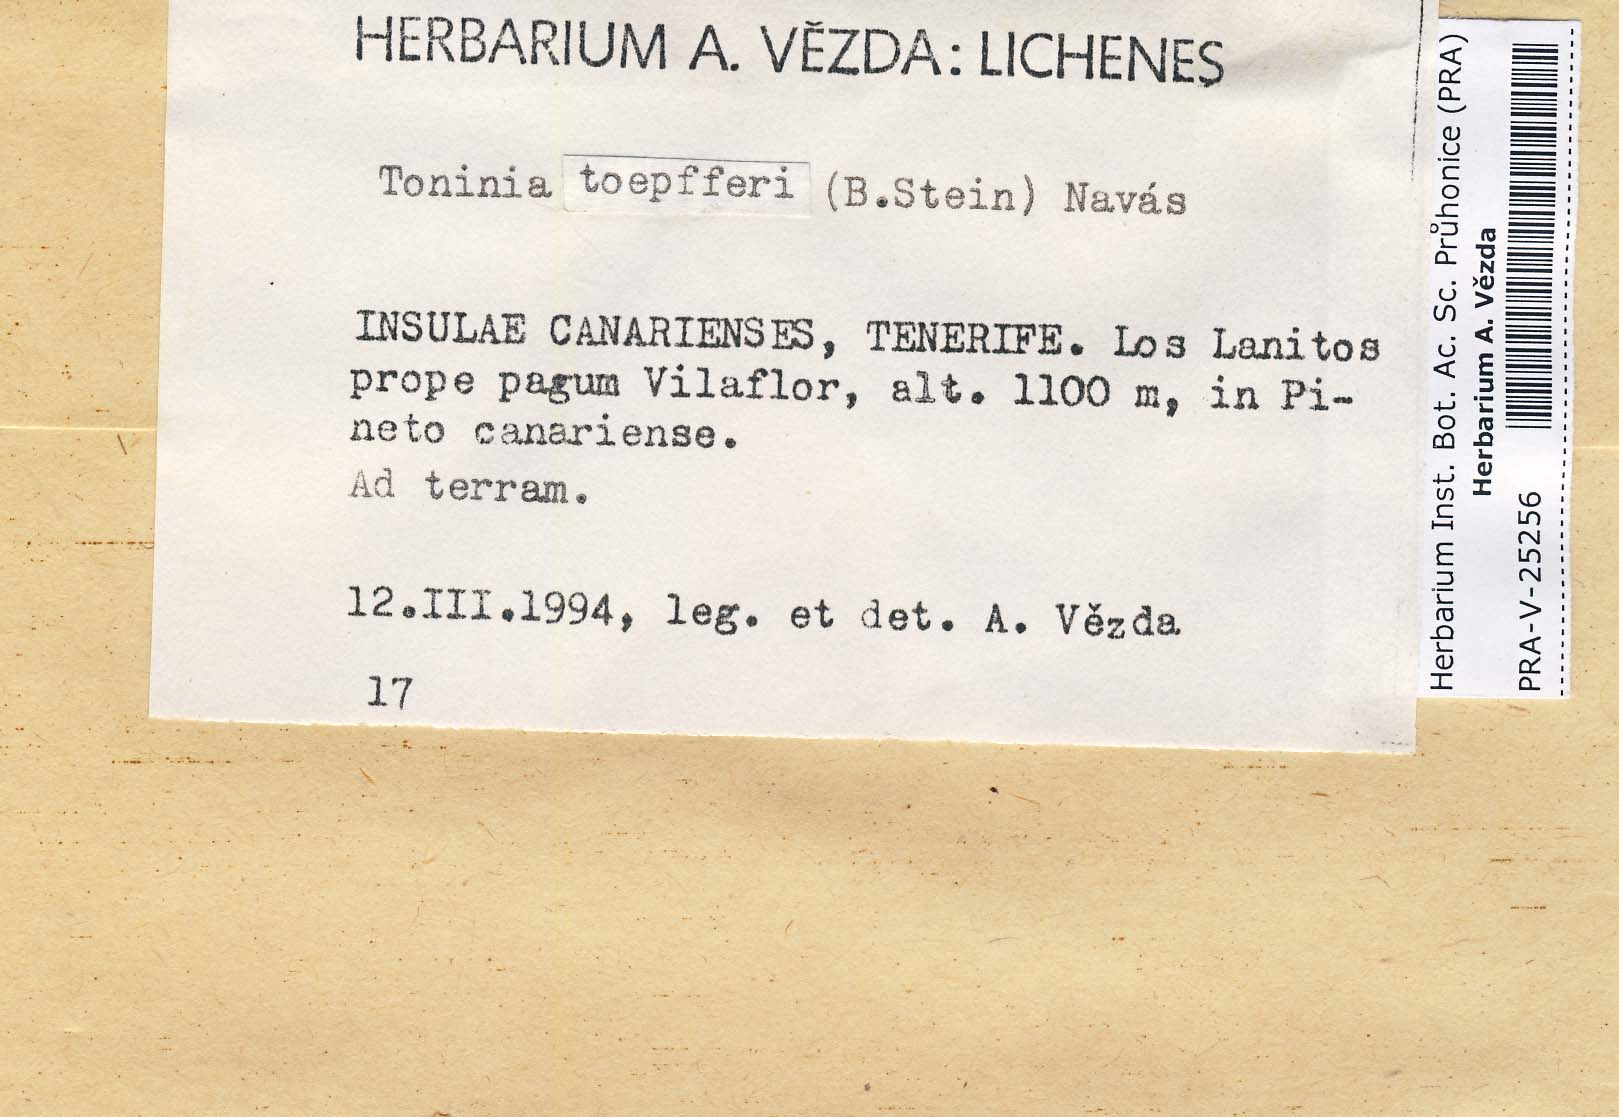 HERBARIUM A. VĚZDA: LICHENES
Toninia toepfferi (B.Stein) Navás
INSULAE CANARIENSES, TENERIFE. Los Lanitos
prope pagum Vilaflor, alt. 1100 m, in Pi-
neto canariense.
Ad terram.
12.III.1994, leg. et det. A. Vězda
17
Herbarium Inst. Bot. Ac. Sc. Průhonice (PRA)
Herbarium A. Vězda
PRA-V-25256